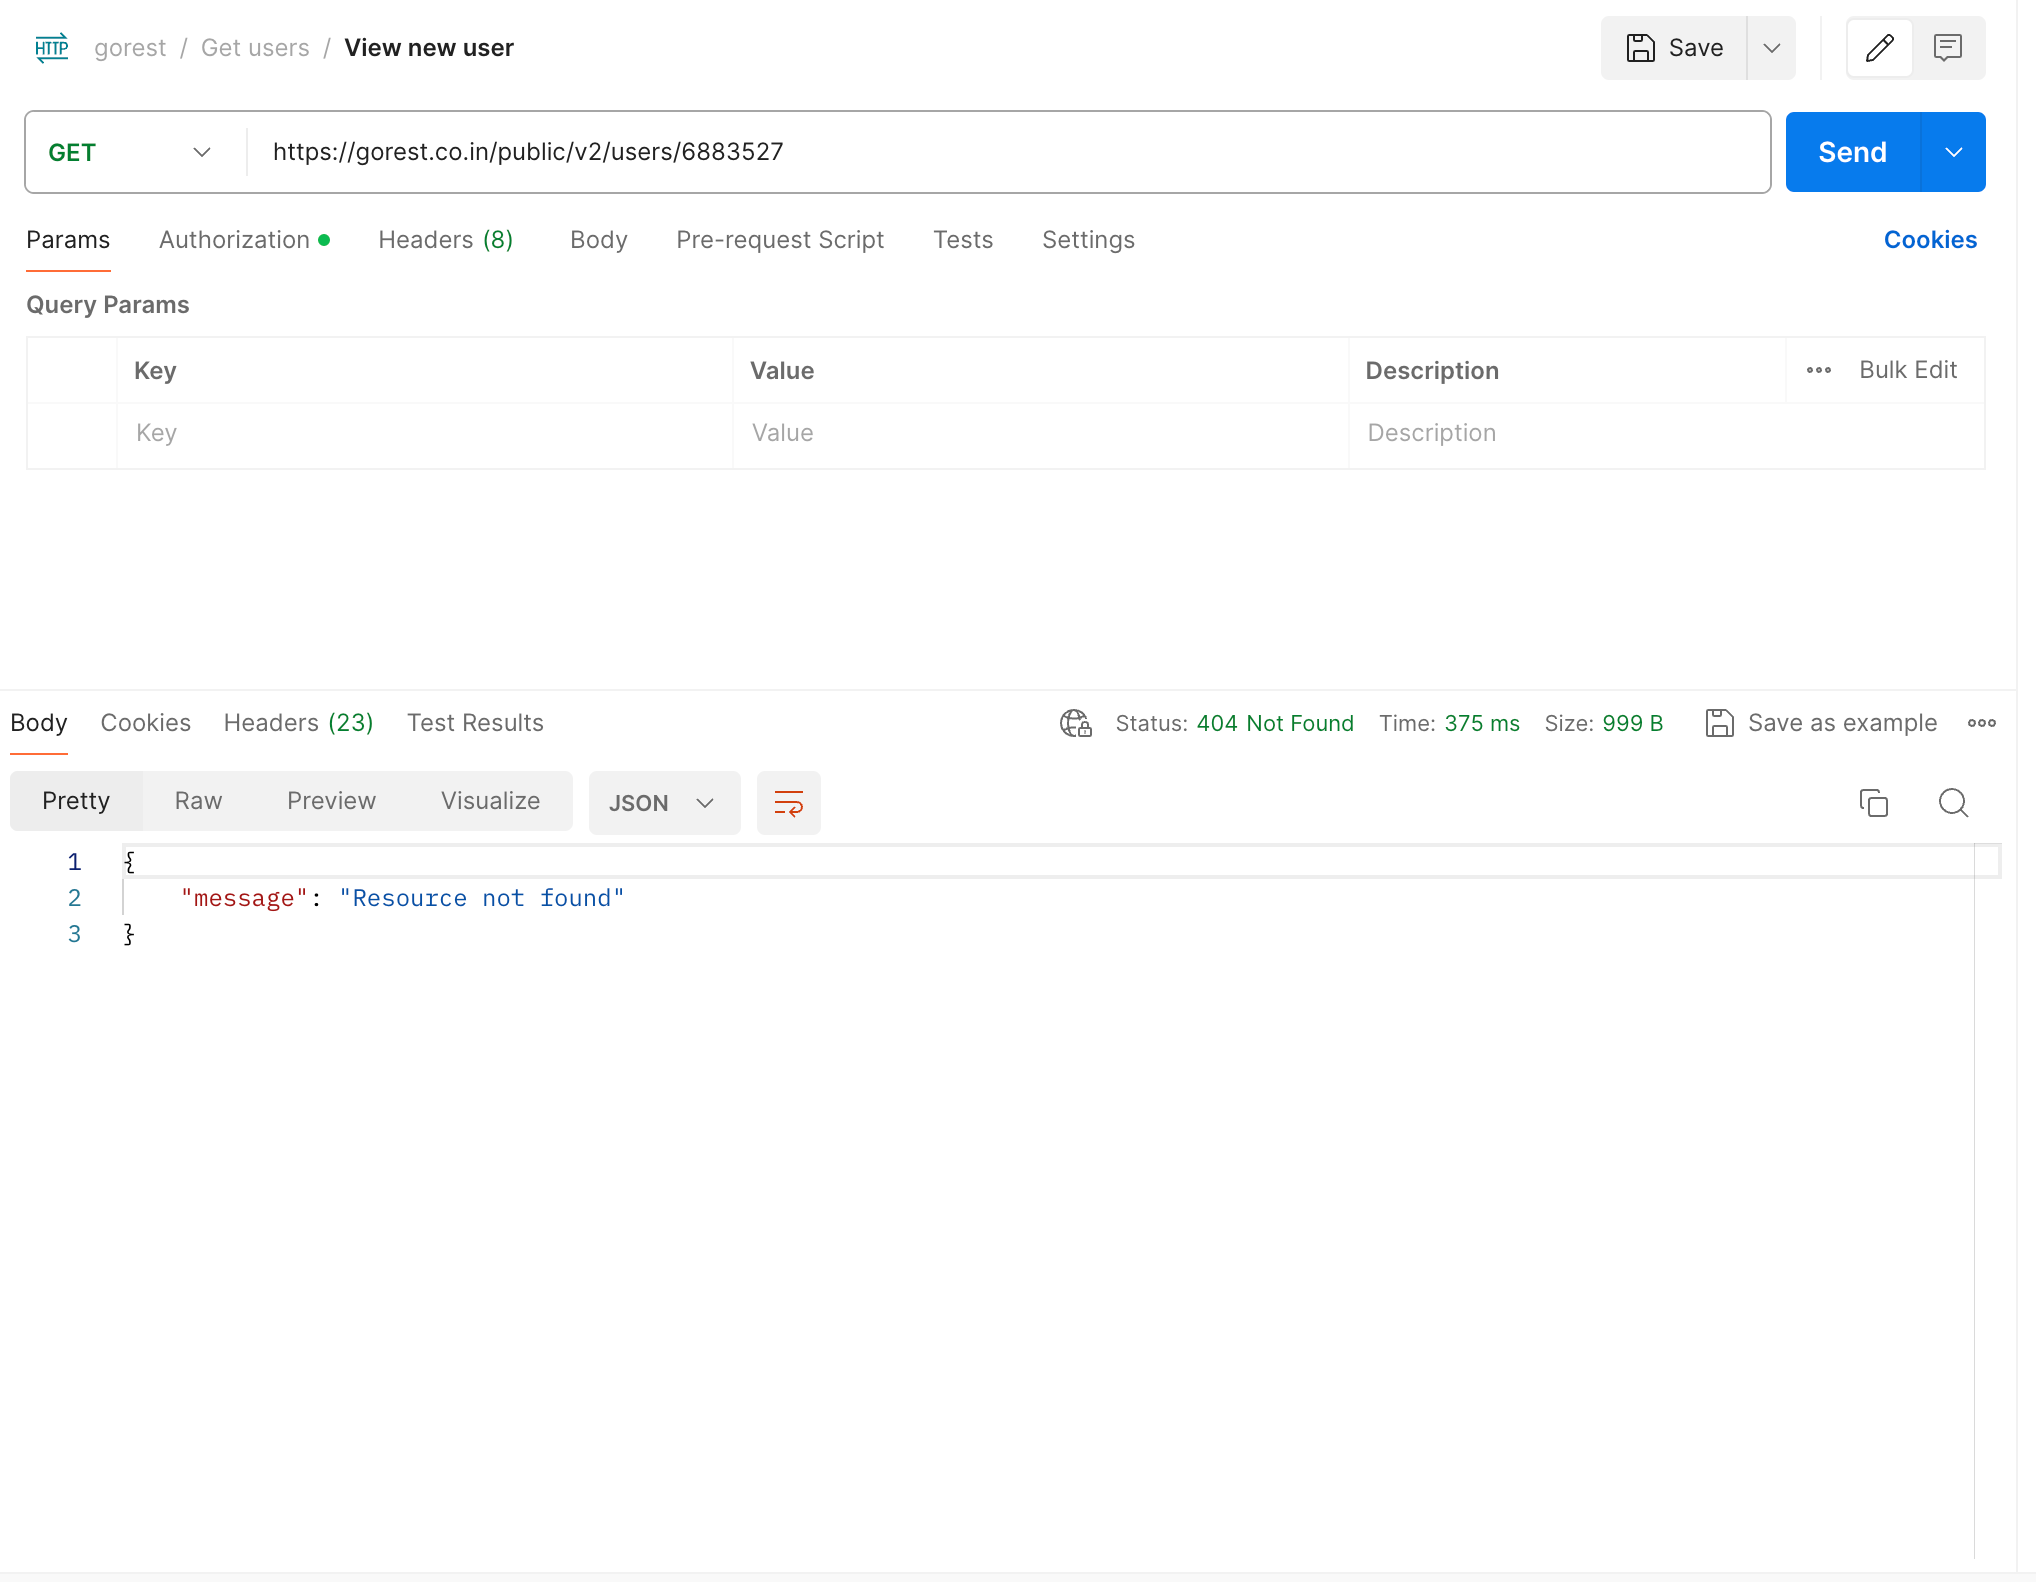 HTTP gorest / Get users / View new user Save
GET https://gorest.co.in/public/v2/users/6883527 Send
Params Authorization Headers (8) Body Pre-request Script Tests Settings Cookies
Query Params
Key Value Description Bulk Edit
Key Value Description
Body Cookies Headers (23) Test Results Status: 404 Not Found Time: 375 ms Size: 999 B Save as example
Pretty Raw Preview Visualize JSON
1 {
2 "message": "Resource not found"
3 }